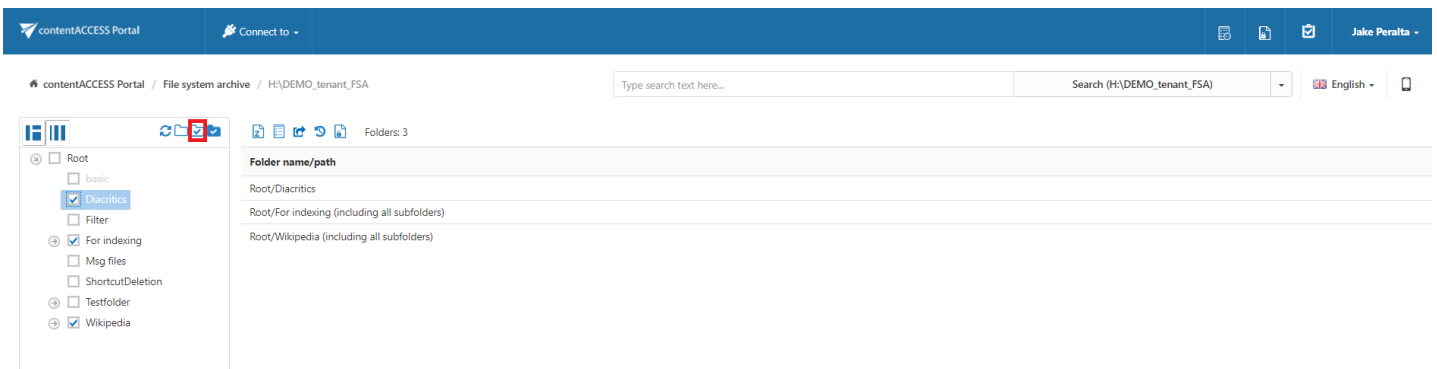 contentACCESS Portal Connect to Jake Peralta
contentACCESS Portal / File system archive / H:\DEMO_tenant_FSA Type search text here... Search (H:\DEMO_tenant_FSA) English
Folders: 3
Root
basic
Diacritics
Filter
For indexing
Msg files
ShortcutDeletion
Testfolder
Wikipedia
Folder name/path
Root/Diacritics
Root/For indexing (including all subfolders)
Root/Wikipedia (including all subfolders)